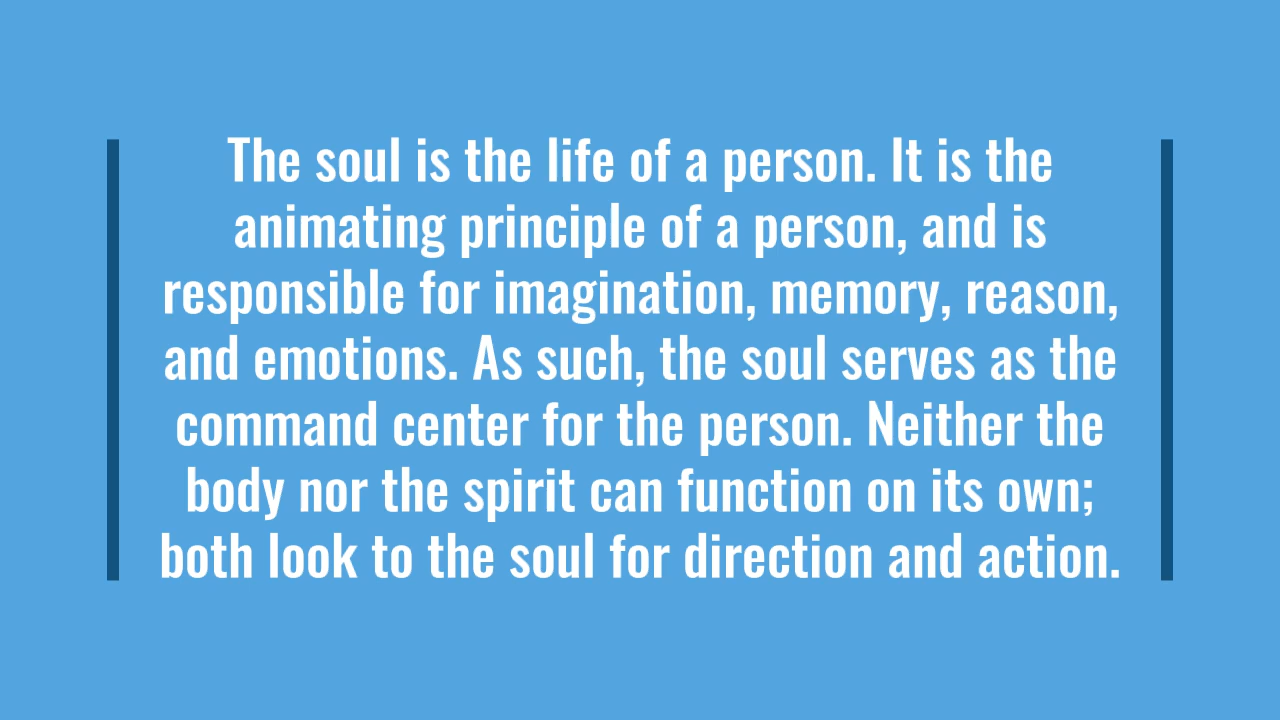 The soul is the life of a person. It is the
animating principle of a person, and is
responsible for imagination, memory, reason,
and emotions. As such, the soul serves as the
command center for the person. Neither the
body nor the spirit can function on its own;
both look to the soul for direction and action.